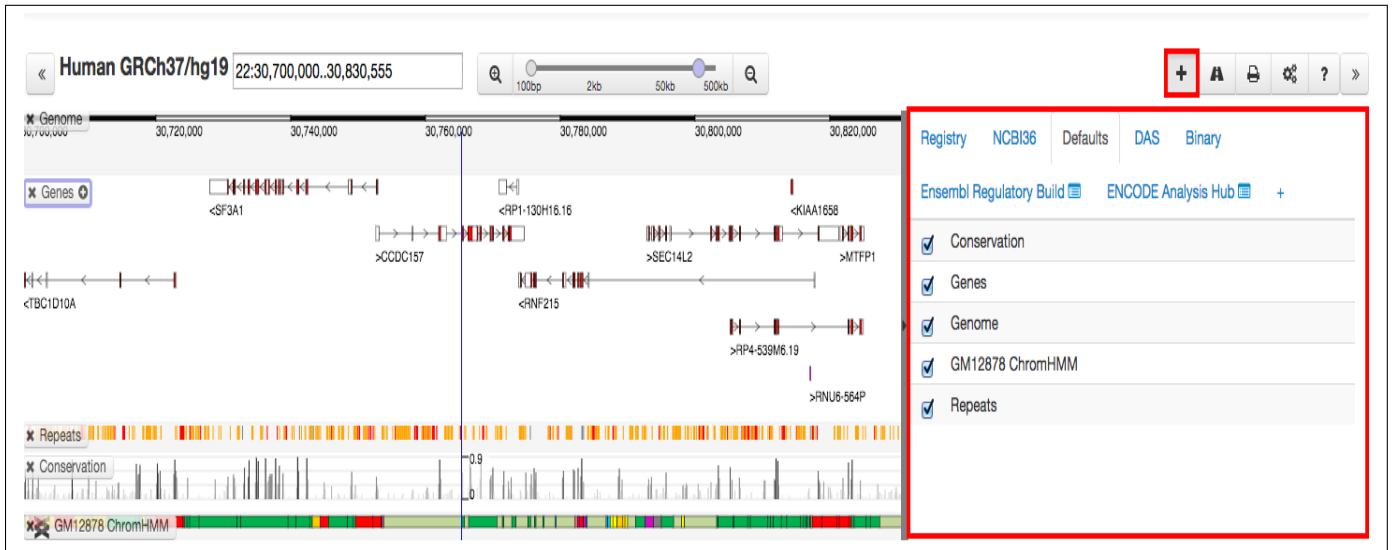 « Human GRCh37/hg19 22:30,700,000..30,830,555
100bp 2kb 50kb 500kb
+ ? »
× Genome
30,720,000 30,740,000 30,760,000 30,780,000 30,800,000 30,820,000
× Genes
<SF3A1 <RP1-130H16.16 <KIAA1658
>CCDC157 >SEC14L2 >MTFP1
<TBC1D10A <RNF215
>RP4-539M6.19
>RNU6-564P
× Repeats
× Conservation 0.9
0
× GM12878 ChromHMM
Registry NCBI36 Defaults DAS Binary
Ensembl Regulatory Build ENCODE Analysis Hub +
Conservation
Genes
Genome
GM12878 ChromHMM
Repeats